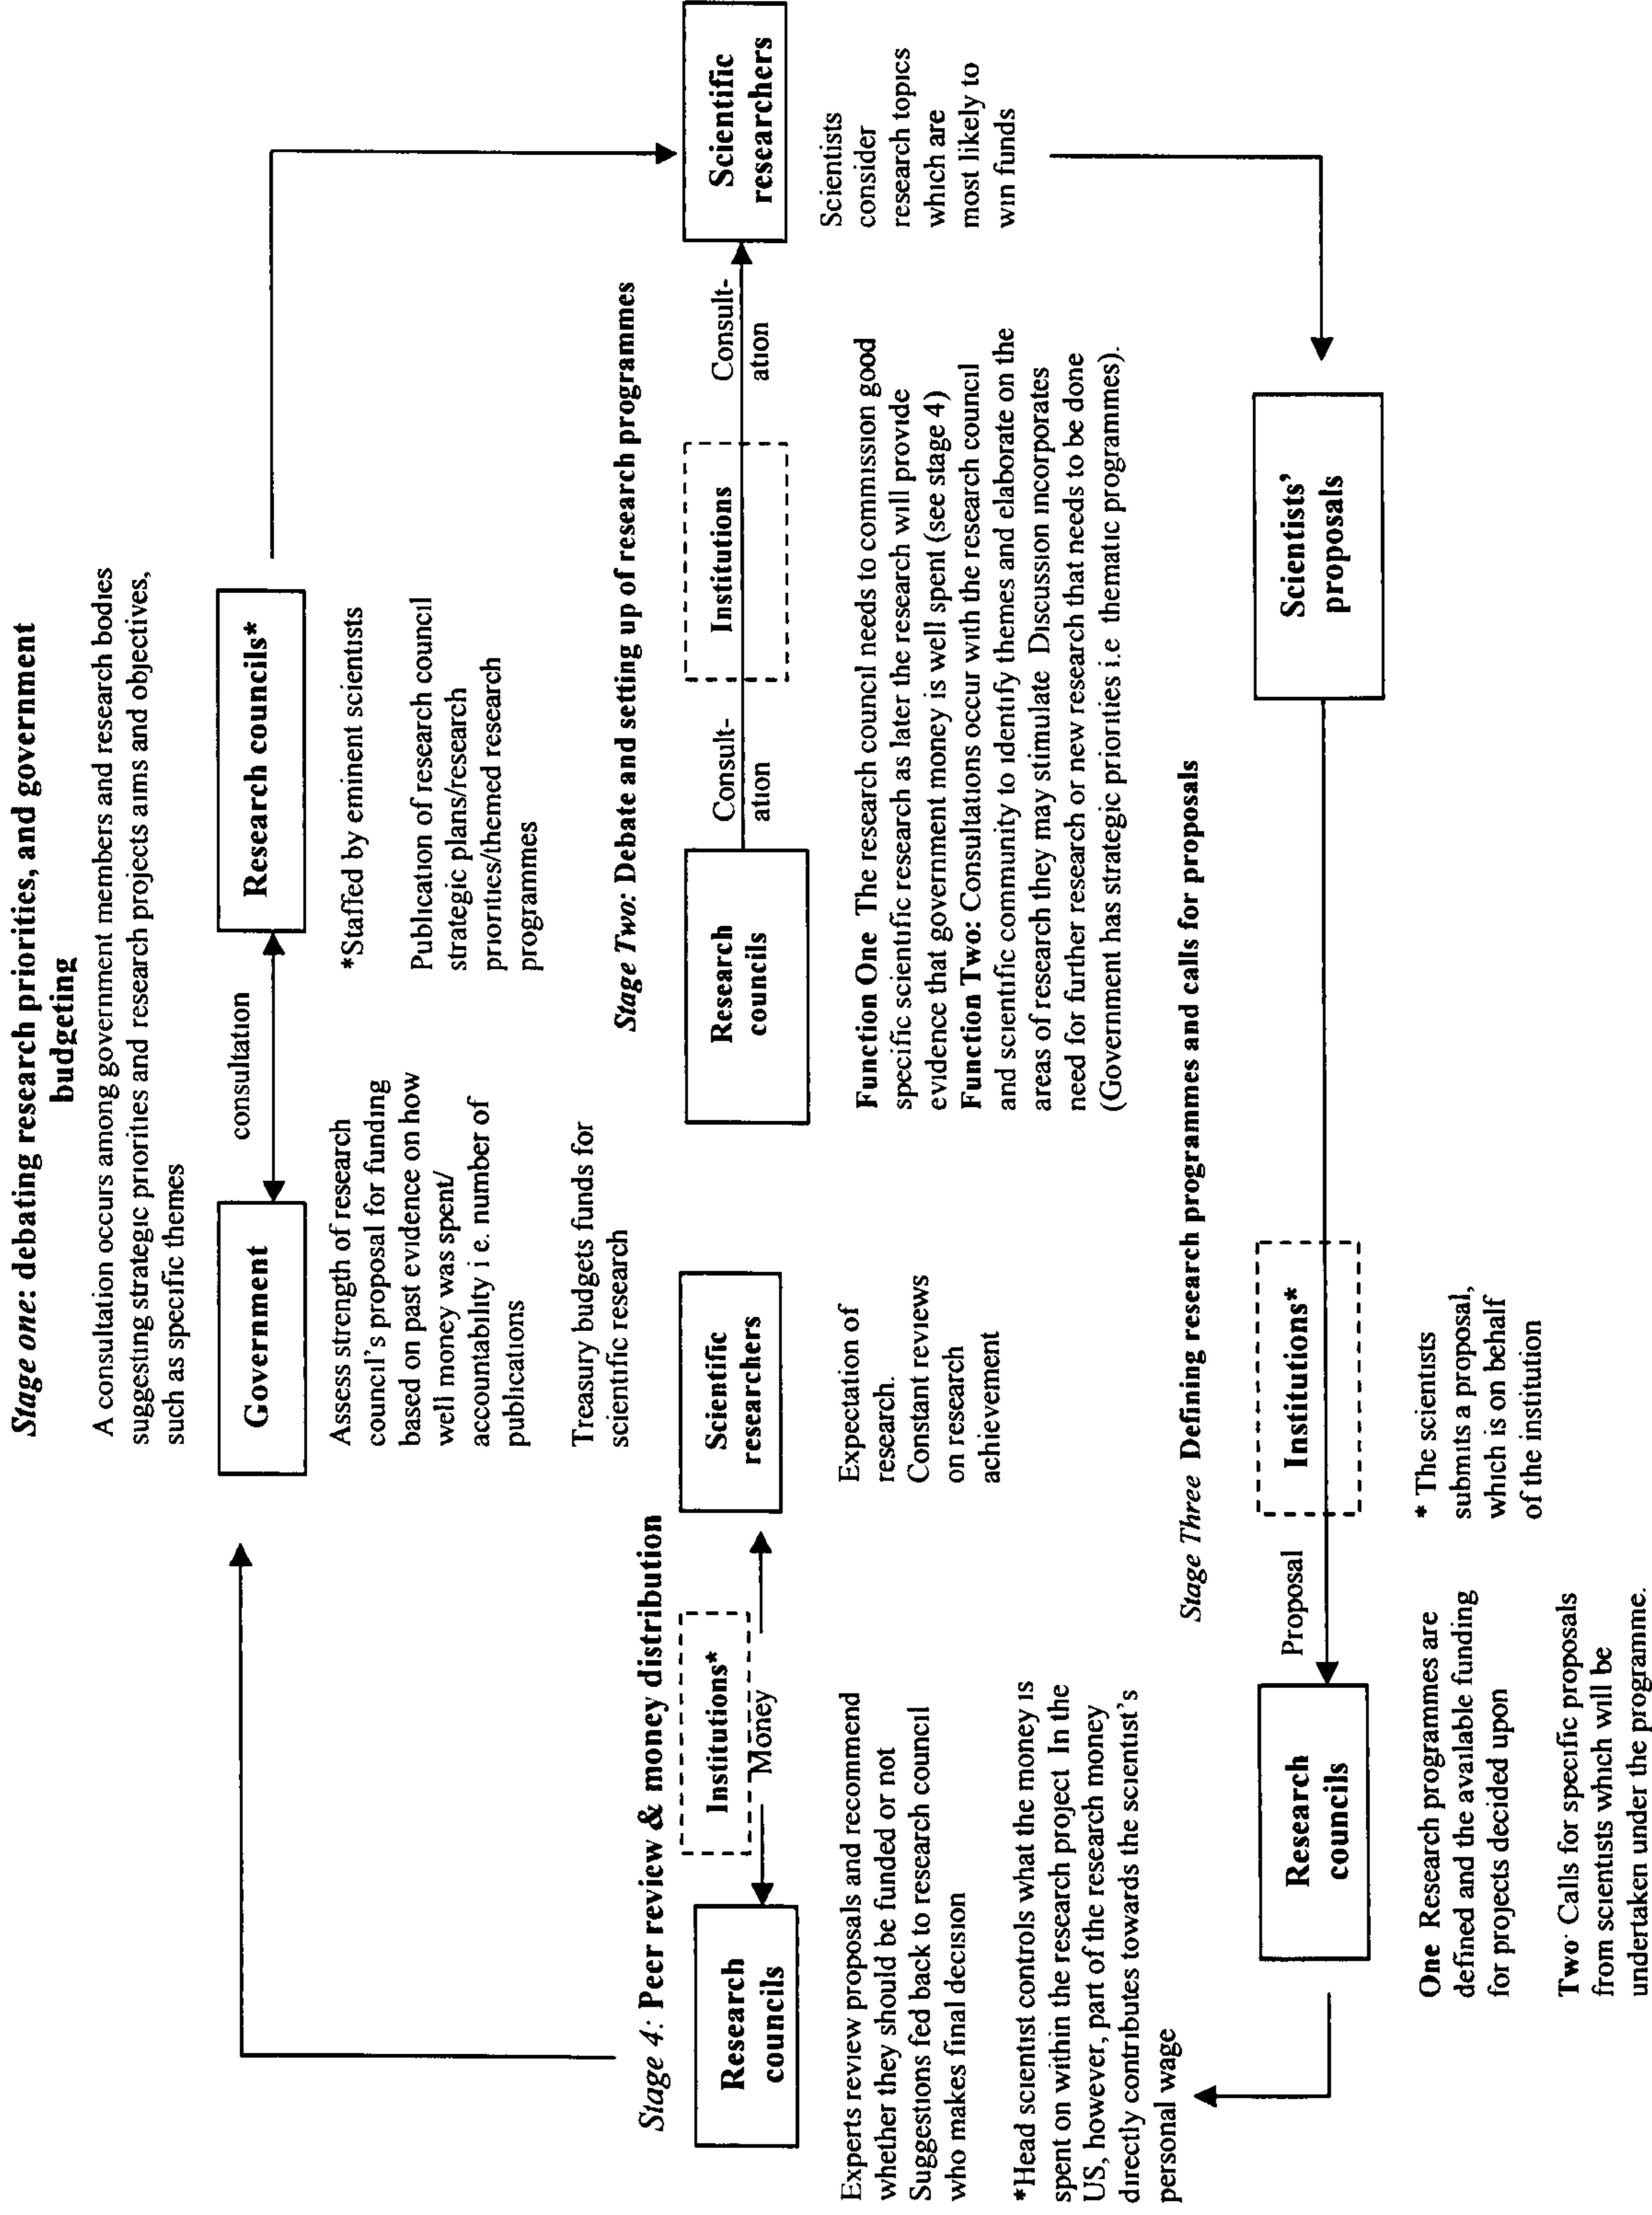 Stage one: debating research priorities, and government
budgeting
A consultation occurs among government members and research bodies
suggesting strategic priorities and research projects aims and objectives,
such as specific themes
Government
consultation
Research councils*
Assess strength of research
council's proposal for funding
based on past evidence on how
well money was spent/
accountability i e. number of
publications
Treasury budgets funds for
scientific research
*Staffed by eminent scientists
Publication of research council
strategic plans/research
priorities/themed research
programmes
Stage Two: Debate and setting up of research programmes
Research
councils
Consult-
ation
Institutions
Consult-
ation
Scientific
researchers
Function One The research council needs to commission good
specific scientific research as later the research will provide
evidence that government money is well spent (see stage 4)
Function Two: Consultations occur with the research council
and scientific community to identify themes and elaborate on the
areas of research they may stimulate Discussion incorporates
need for further research or new research that needs to be done
(Government has strategic priorities i.e thematic programmes).
Scientists
consider
research topics
which are
most likely to
win funds
Stage 4: Peer review & money distribution
Research
councils
Institutions*
Money
Scientific
researchers
Experts review proposals and recommend
whether they should be funded or not
Suggestions fed back to research council
who makes final decision
*Head scientist controls what the money is
spent on within the research project In the
US, however, part of the research money
directly contributes towards the scientist's
personal wage
Expectation of
research.
Constant reviews
on research
achievement
Stage Three Defining research programmes and calls for proposals
Research
councils
Proposal
Institutions*
Scientists'
proposals
One Research programmes are
defined and the available funding
for projects decided upon
Two· Calls for specific proposals
from scientists which will be
undertaken under the programme.
* The scientists
submits a proposal,
which is on behalf
of the institution